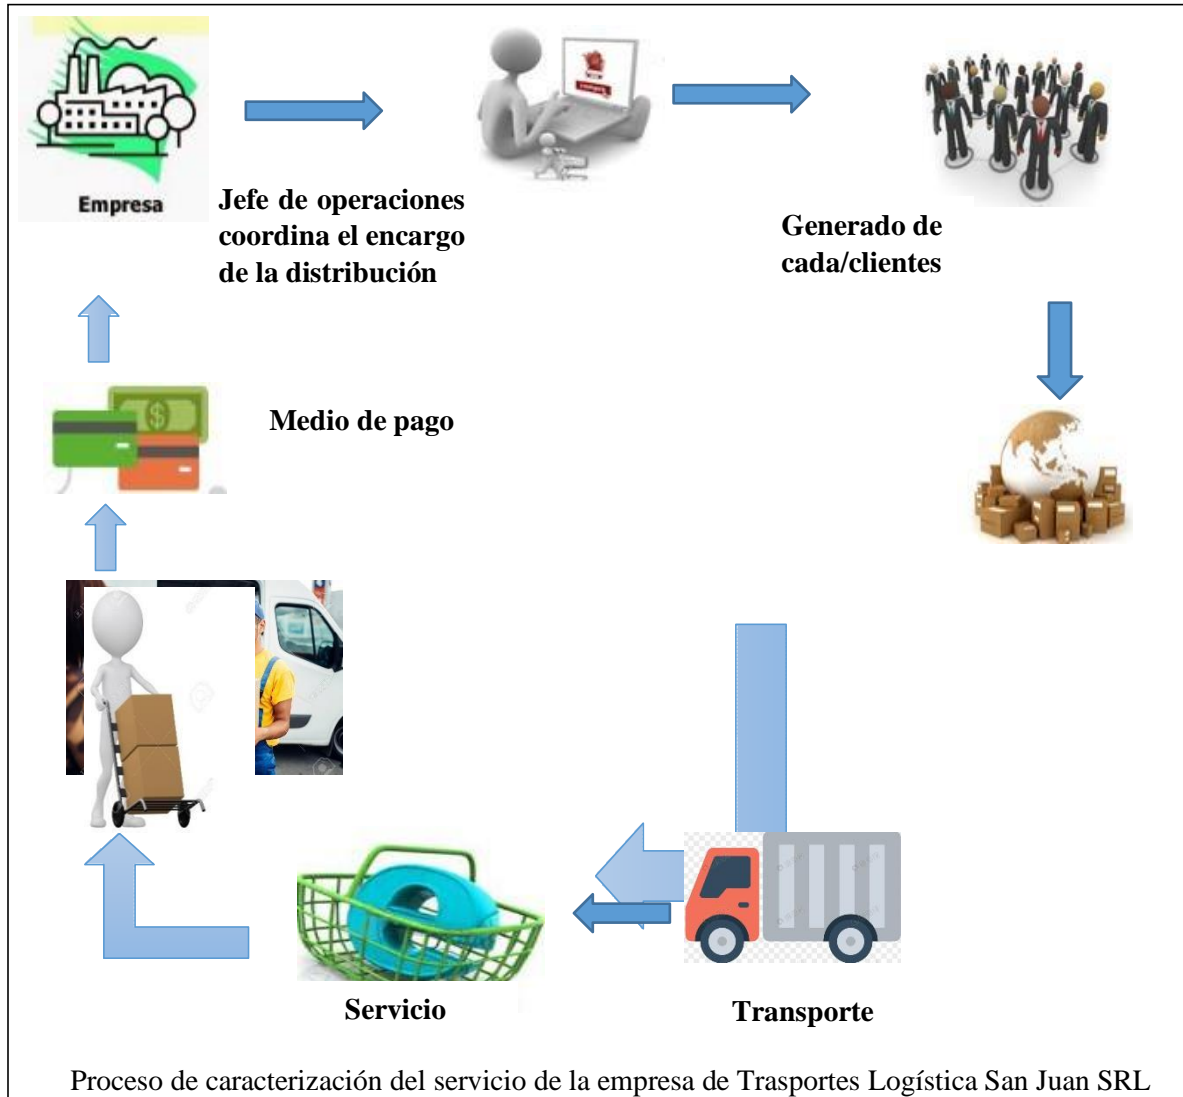 Empresa
Jefe de operaciones
coordina el encargo
de la distribución
Generado de
cada/clientes
Medio de pago
Servicio
Transporte
Proceso de caracterización del servicio de la empresa de Trasportes Logística San Juan SRL